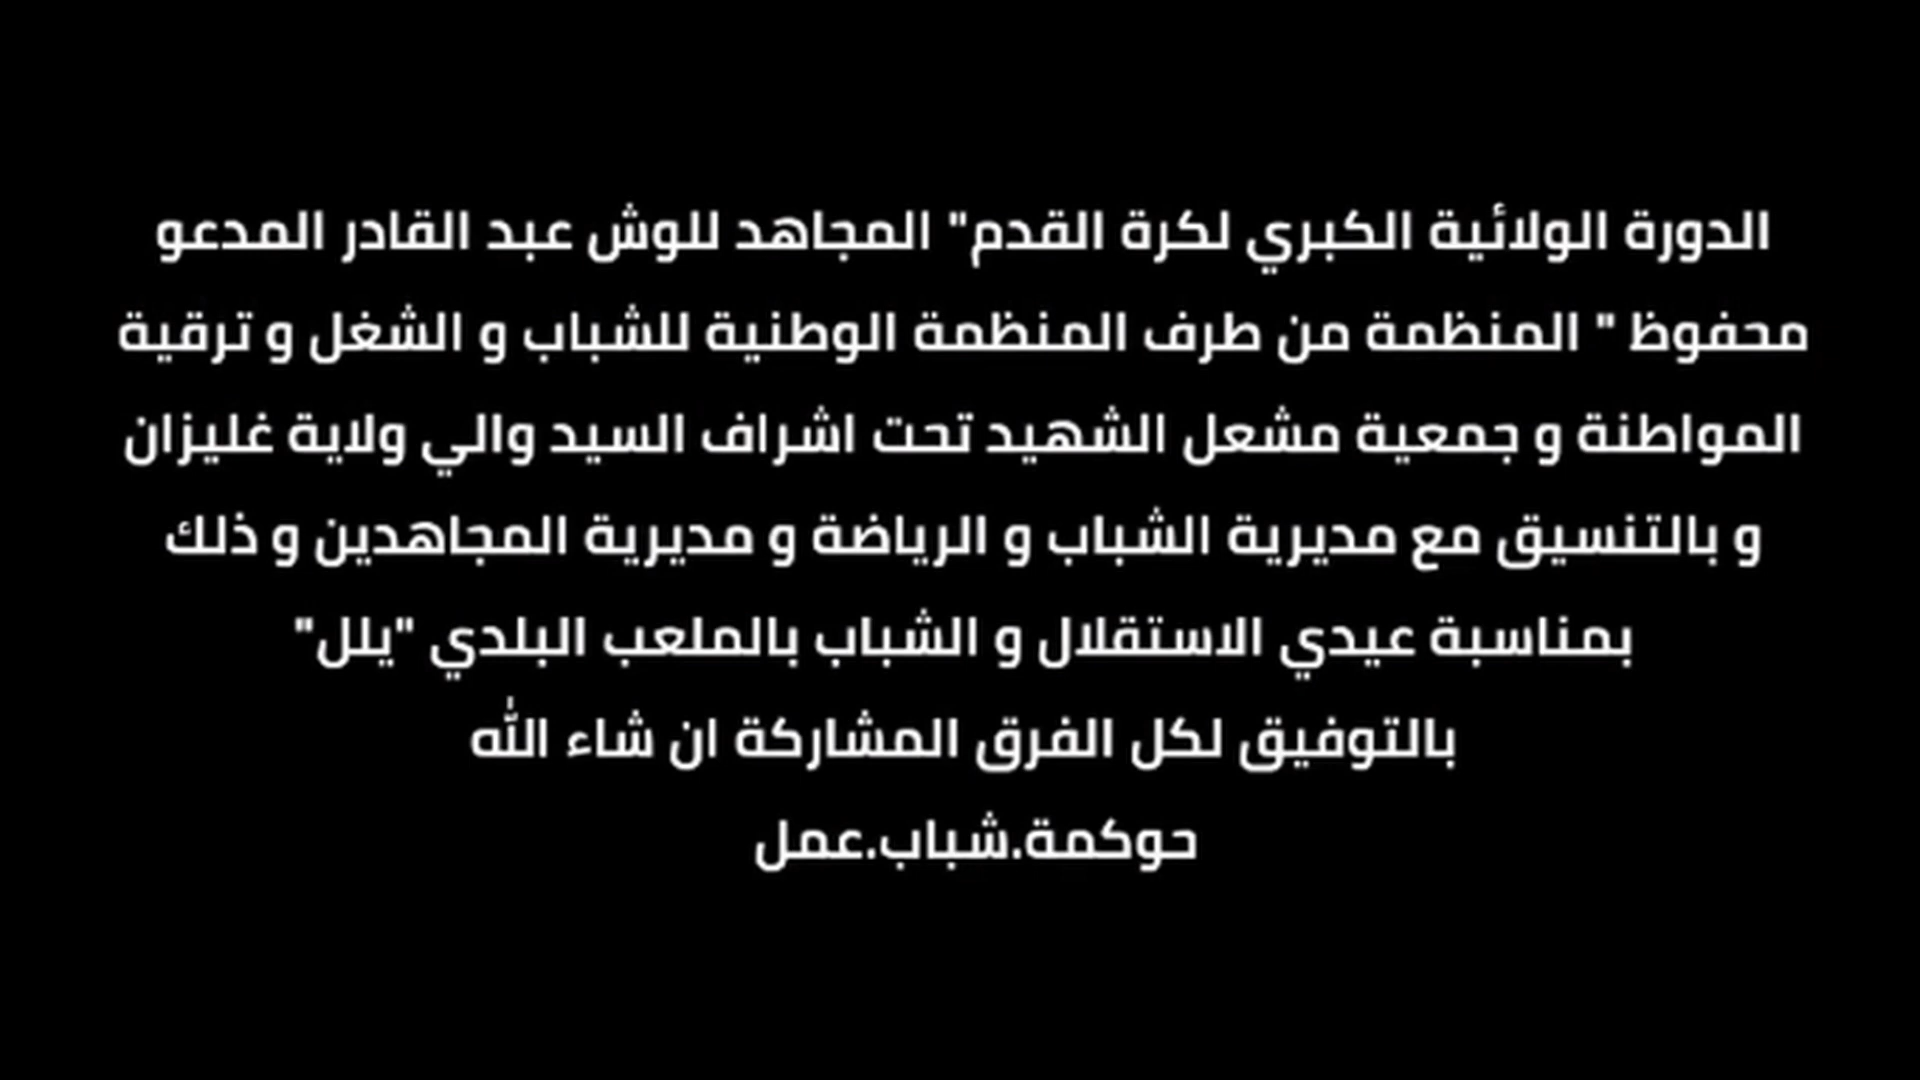 الدورة الولائية الكبري لكرة القدم" المجاهد للوش عبد القادر المدعو
محفوظ " المنظمة من طرف المنظمة الوطنية للشباب و الشغل و ترقية
المواطنة و جمعية مشعل الشهيد تحت اشراف السيد والي ولاية غليزان
و بالتنسيق مع مديرية الشباب و الرياضة و مديرية المجاهدين و ذلك
بمناسبة عيدي الاستقلال و الشباب بالملعب البلدي "يلل"
بالتوفيق لكل الفرق المشاركة ان شاء الله
حوكمة.شباب.عمل